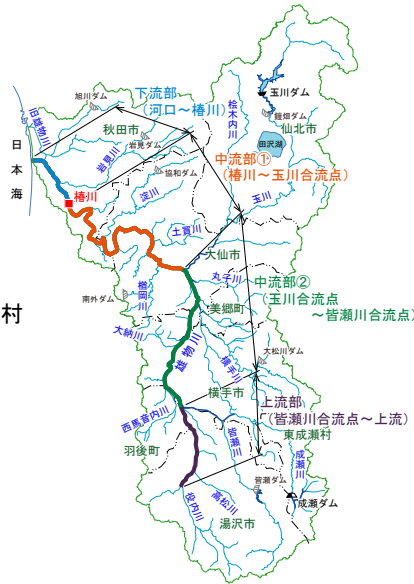 旭川ダム
下流部
（河口～椿川）
玉川ダム
旧雄物川
秋田市
岩見ダム
桧木内川
鎧畑ダム
仙北市
田沢湖
日本海
岩見川
協和ダム
中流部①
（椿川～玉川合流点）
椿川
淀川
玉川
土買川
大仙市
丸子川
中流部②
（玉川合流点
～皆瀬川合流点）
南外ダム
楢岡川
美郷町
村
大納川
雄物川
横手川
大松川ダム
横手市
上流部
（皆瀬川合流点～上流）
西馬音内川
皆瀬川
東成瀬村
羽後町
成瀬川
皆瀬ダム
成瀬ダム
役内川
高松川
湯沢市